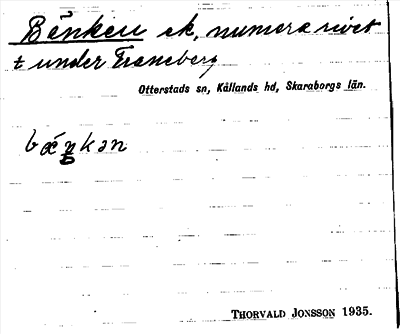 Bänken ek, numera rivet
t under Traneberg
Otterstads sn, Kållands hd, Skaraborgs län.
bæŋkən
THORVALD JONSSON 1935.